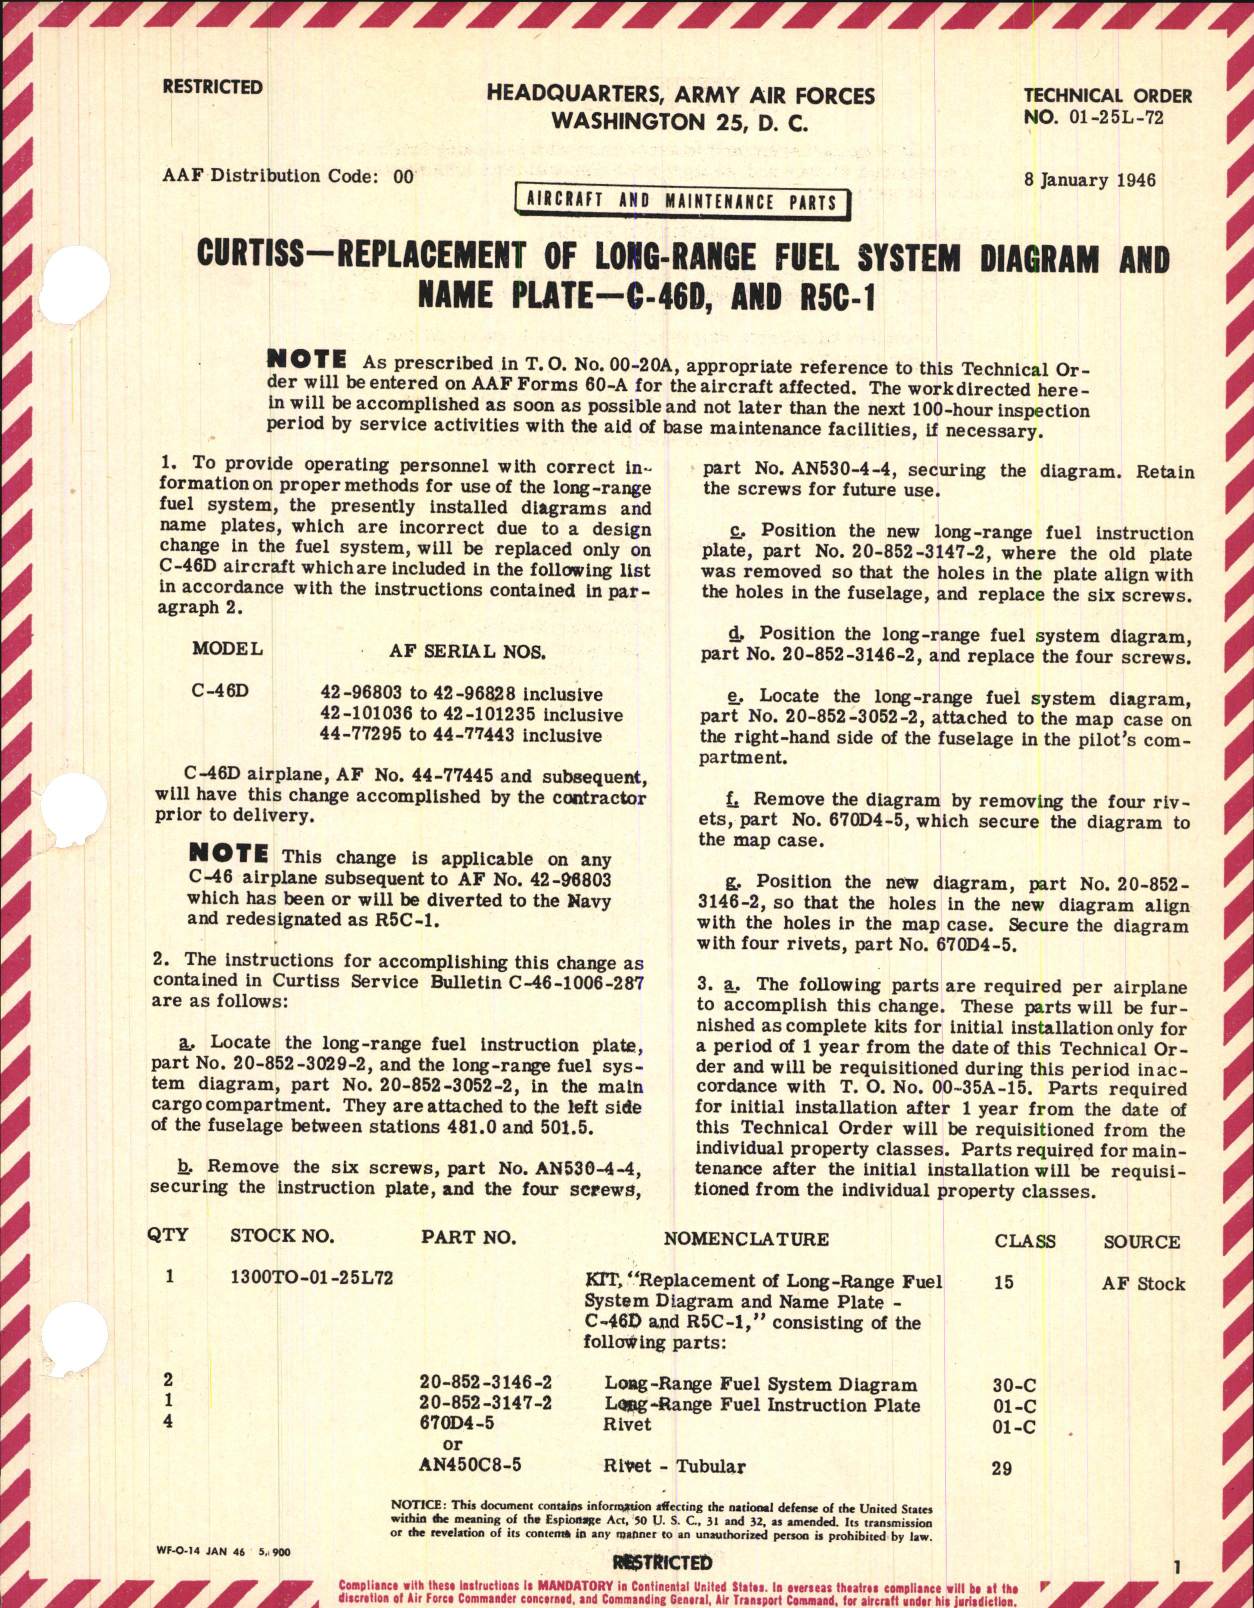 RESTRICTED
HEADQUARTERS, ARMY AIR FORCES
WASHINGTON 25, D. C.
TECHNICAL ORDER
NO. 01-25L-72
AAF Distribution Code: 00
8 January 1946
AIRCRAFT AND MAINTENANCE PARTS
CURTISS—REPLACEMENT OF LONG-RANGE FUEL SYSTEM DIAGRAM AND
NAME PLATE—C-46D, AND R5C-1
NOTE As prescribed in T. O. No. 00-20A, appropriate reference to this Technical Or-
der will be entered on AAF Forms 60-A for the aircraft affected. The work directed here-
in will be accomplished as soon as possible and not later than the next 100-hour inspection
period by service activities with the aid of base maintenance facilities, if necessary.
1. To provide operating personnel with correct in-
formation on proper methods for use of the long-range
fuel system, the presently installed diagrams and
name plates, which are incorrect due to a design
change in the fuel system, will be replaced only on
C-46D aircraft which are included in the following list
in accordance with the instructions contained in par-
agraph 2.
MODEL AF SERIAL NOS.
C-46D 42-96803 to 42-96828 inclusive
42-101036 to 42-101235 inclusive
44-77295 to 44-77443 inclusive
C-46D airplane, AF No. 44-77445 and subsequent,
will have this change accomplished by the contractor
prior to delivery.
NOTE This change is applicable on any
C-46 airplane subsequent to AF No. 42-96803
which has been or will be diverted to the Navy
and redesignated as R5C-1.
2. The instructions for accomplishing this change as
contained in Curtiss Service Bulletin C-46-1006-287
are as follows:
a. Locate the long-range fuel instruction plate,
part No. 20-852-3029-2, and the long-range fuel sys-
tem diagram, part No. 20-852-3052-2, in the main
cargo compartment. They are attached to the left side
of the fuselage between stations 481.0 and 501.5.
b. Remove the six screws, part No. AN530-4-4,
securing the instruction plate, and the four screws,
part No. AN530-4-4, securing the diagram. Retain
the screws for future use.
c. Position the new long-range fuel instruction
plate, part No. 20-852-3147-2, where the old plate
was removed so that the holes in the plate align with
the holes in the fuselage, and replace the six screws.
d. Position the long-range fuel system diagram,
part No. 20-852-3146-2, and replace the four screws.
e. Locate the long-range fuel system diagram,
part No. 20-852-3052-2, attached to the map case on
the right-hand side of the fuselage in the pilot's com-
partment.
f. Remove the diagram by removing the four riv-
ets, part No. 670D4-5, which secure the diagram to
the map case.
g. Position the new diagram, part No. 20-852-
3146-2, so that the holes in the new diagram align
with the holes in the map case. Secure the diagram
with four rivets, part No. 670D4-5.
3. a. The following parts are required per airplane
to accomplish this change. These parts will be fur-
nished as complete kits for initial installation only for
a period of 1 year from the date of this Technical Or-
der and will be requisitioned during this period in ac-
cordance with T. O. No. 00-35A-15. Parts required
for initial installation after 1 year from the date of
this Technical Order will be requisitioned from the
individual property classes. Parts required for main-
tenance after the initial installation will be requisi-
tioned from the individual property classes.
QTY STOCK NO. PART NO. NOMENCLATURE CLASS SOURCE
1 1300TO-01-25L72 KIT, "Replacement of Long-Range Fuel 15 AF Stock
System Diagram and Name Plate -
C-46D and R5C-1," consisting of the
following parts:
2 20-852-3146-2 Long-Range Fuel System Diagram 30-C
1 20-852-3147-2 Long-Range Fuel Instruction Plate 01-C
4 670D4-5 Rivet 01-C
or
AN450C8-5 Rivet - Tubular 29
NOTICE: This document contains information affecting the national defense of the United States
within the meaning of the Espionage Act, 50 U. S. C., 31 and 32, as amended. Its transmission
or the revelation of its contents in any manner to an unauthorized person is prohibited by law.
WF-O-14 JAN 46 5,900
RESTRICTED
1
Compliance with these instructions is MANDATORY in Continental United States. In overseas theatres compliance will be at the
discretion of Air Force Commander concerned, and Commanding General, Air Transport Command, for aircraft under his jurisdiction.